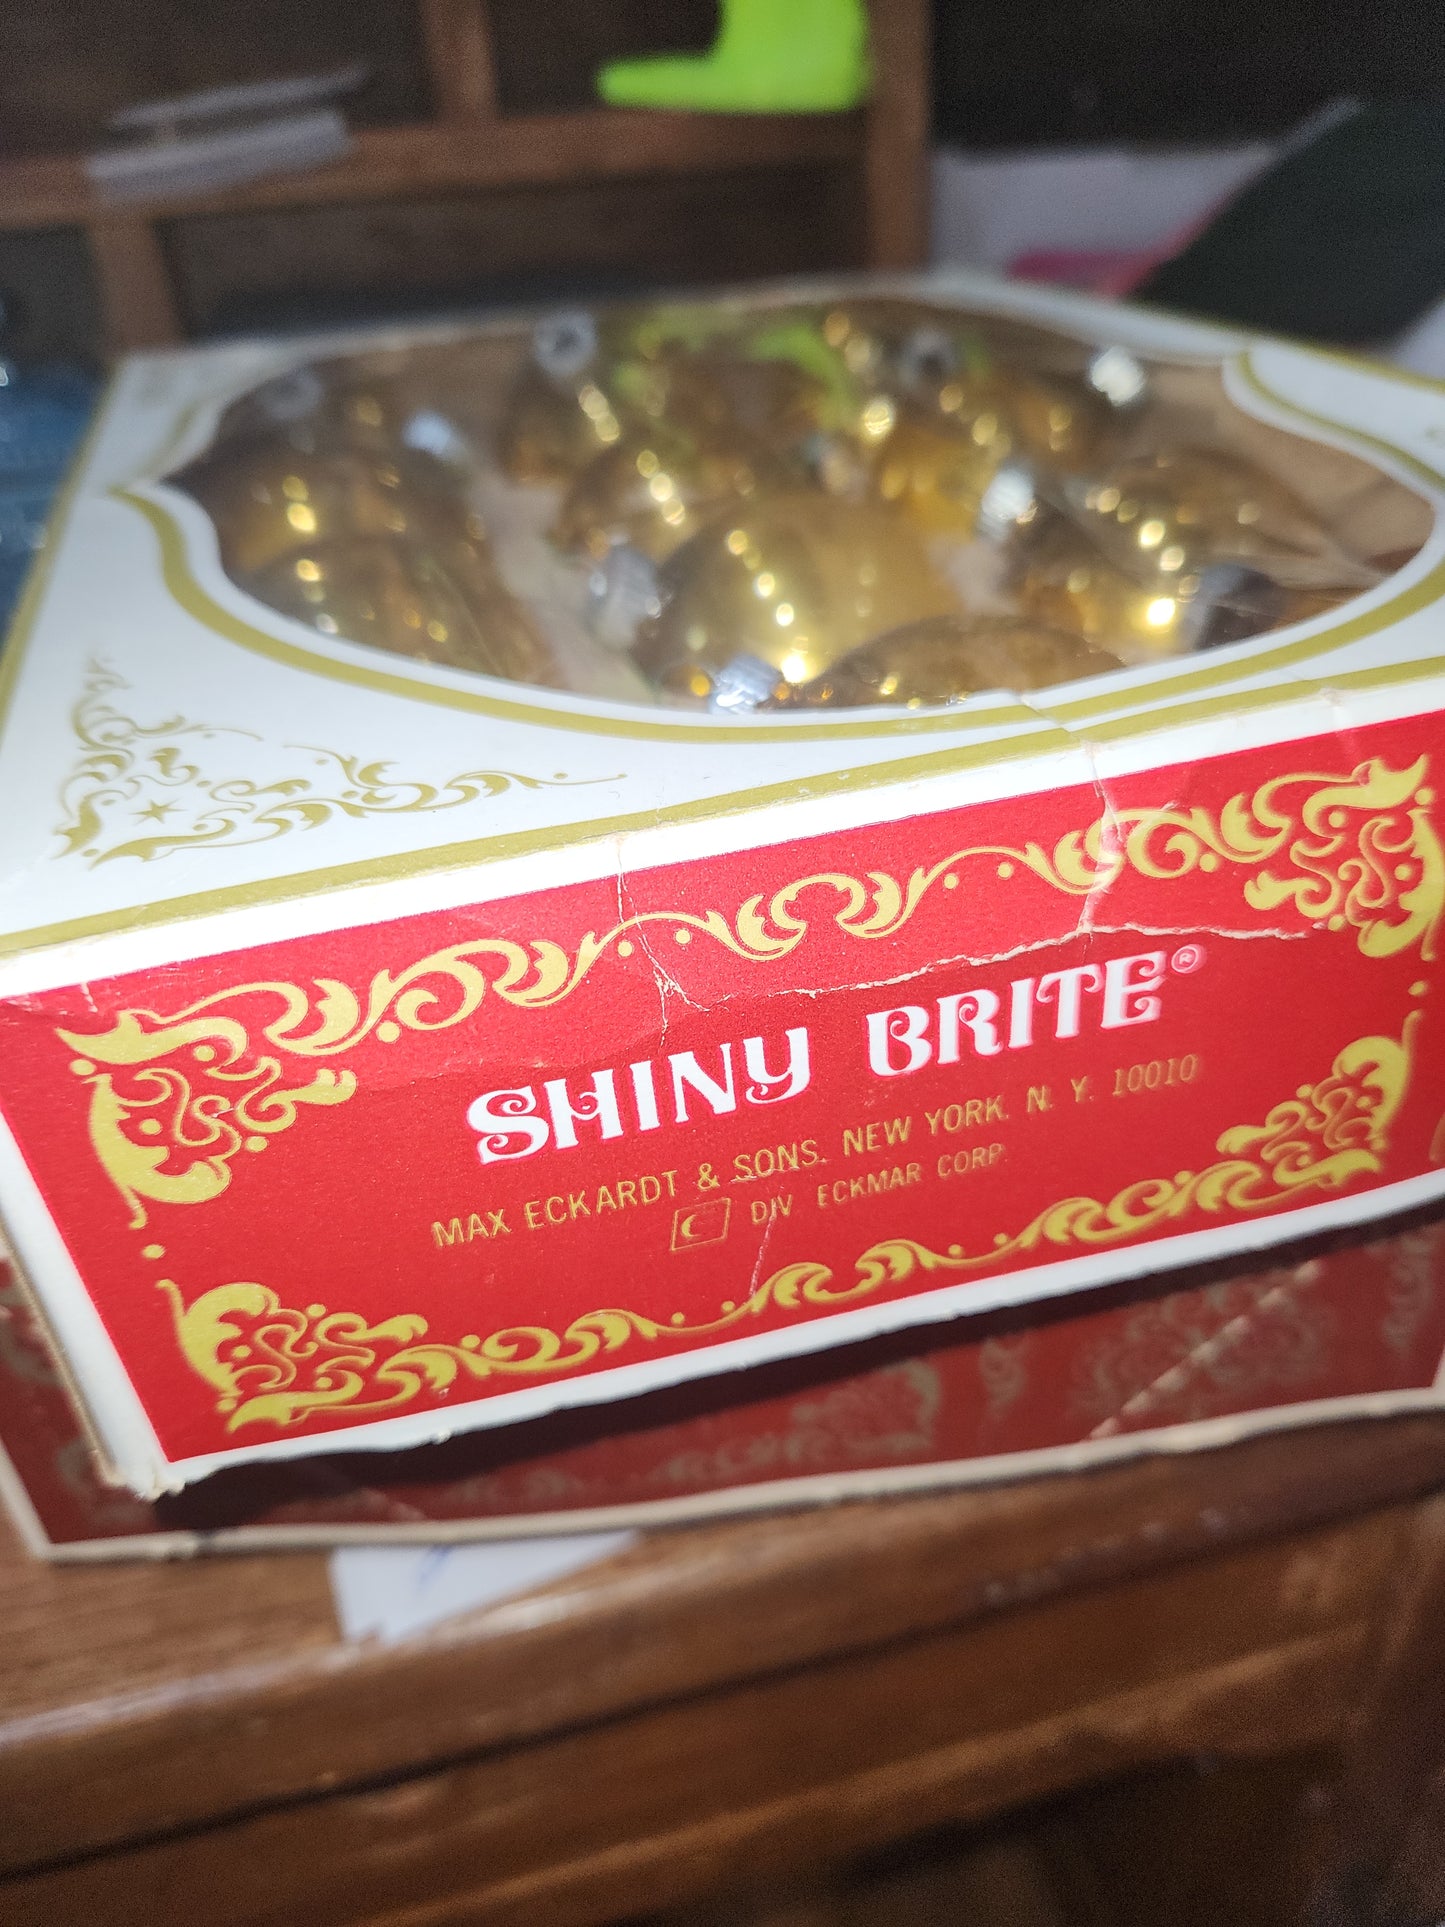 SHINY BRITE®
MAX ECKARDT & SONS. NEW YORK. N. Y. 10010
DIV ECKMAR CORP.